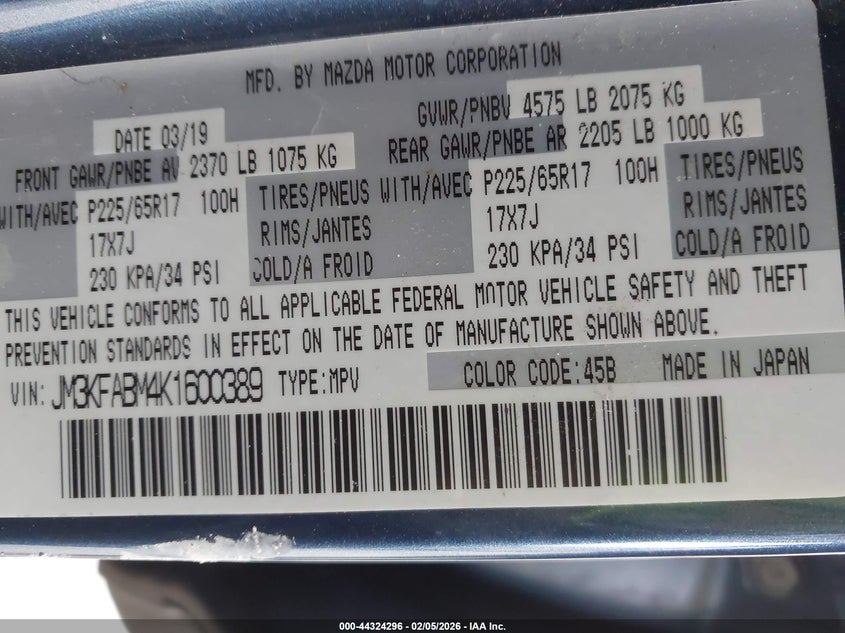 MFD. BY MAZDA MOTOR CORPORATION
DATE 03/19
GVWR/PNBV 4575 LB 2075 KG
FRONT GAWR/PNBE AV 2370 LB 1075 KG
REAR GAWR/PNBE AR 2205 LB 1000 KG
WITH/AVEC P225/65R17 100H TIRES/PNEUS
WITH/AVEC P225/65R17 100H TIRES/PNEUS
17X7J RIMS/JANTES
17X7J RIMS/JANTES
230 KPA/34 PSI COLD/A FROID
230 KPA/34 PSI COLD/A FROID
THIS VEHICLE CONFORMS TO ALL APPLICABLE FEDERAL MOTOR VEHICLE SAFETY AND THEFT
PREVENTION STANDARDS IN EFFECT ON THE DATE OF MANUFACTURE SHOWN ABOVE.
VIN: JM3KFABM4K1600389 TYPE:MPV COLOR CODE:45B MADE IN JAPAN
000-44324296 - 02/05/2026 - IAA Inc.